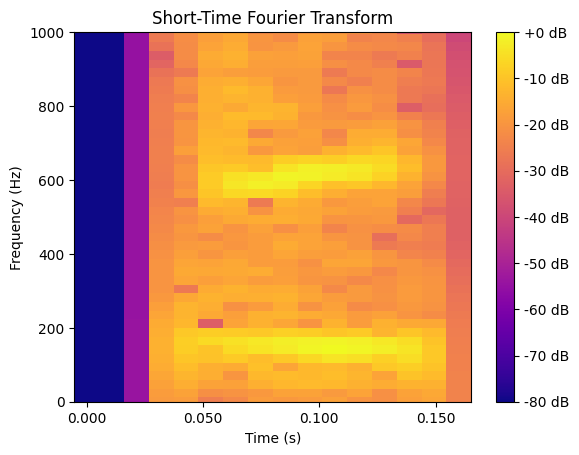 Short-Time Fourier Transform
1000
800
600
400
200
0
Frequency (Hz)
0.000
0.050
0.100
0.150
Time (s)
+0 dB
-10 dB
-20 dB
-30 dB
-40 dB
-50 dB
-60 dB
-70 dB
-80 dB